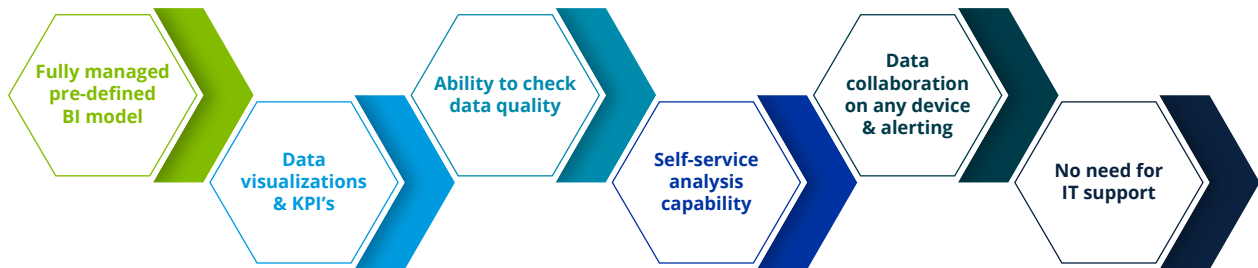 Fully managed
pre-defined
BI model
Data
visualizations
& KPI’s
Ability to check
data quality
Self-service
analysis
capability
Data
collaboration
on any device
& alerting
No need for
IT support